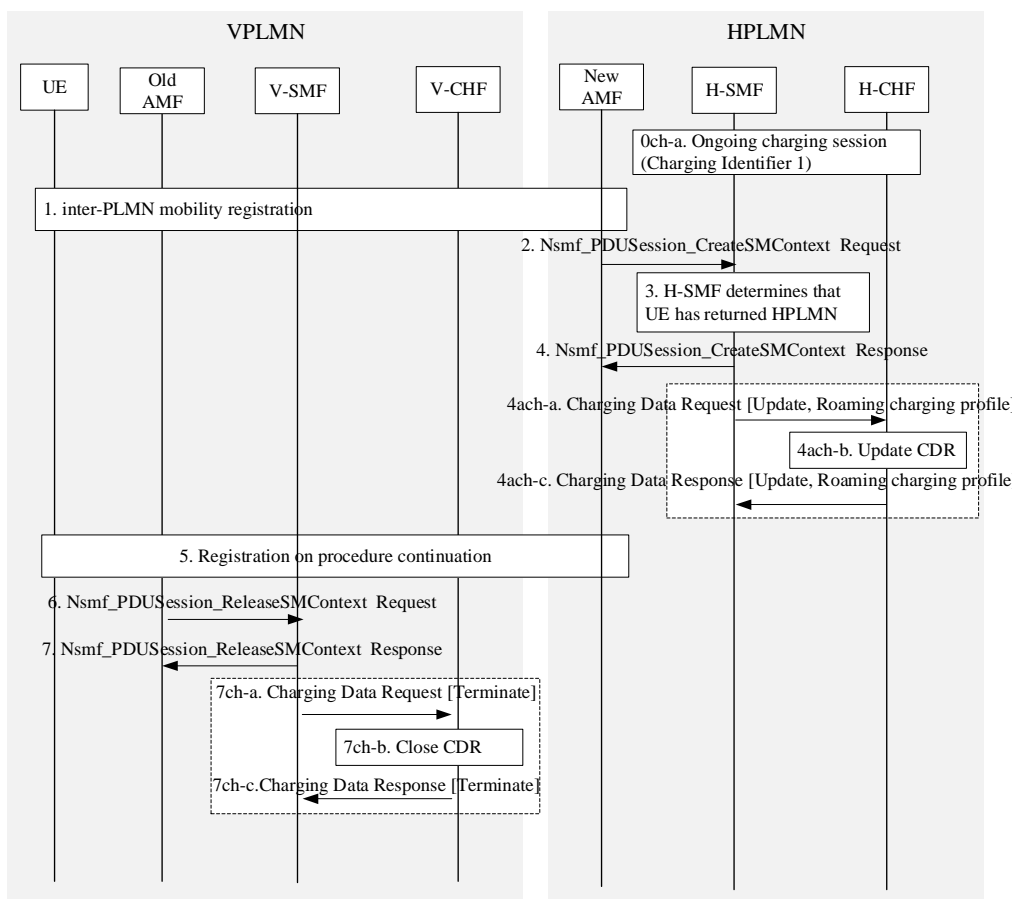 VPLMN
HPLMN
UE
Old
AMF
V-SMF
V-CHF
New
AMF
H-SMF
H-CHF
0ch-a. Ongoing charging session
(Charging Identifier 1)
1. inter-PLMN mobility registration
2. Nsmf_PDUSession_CreateSMContext Request
3. H-SMF determines that
UE has returned HPLMN
4. Nsmf_PDUSession_CreateSMContext Response
4ach-a. Charging Data Request [Update, Roaming charging profile]
4ach-b. Update CDR
4ach-c. Charging Data Response [Update, Roaming charging profile
5. Registration on procedure continuation
6. Nsmf_PDUSession_ReleaseSMContext Request
7. Nsmf_PDUSession_ReleaseSMContext Response
7ch-a. Charging Data Request [Terminate]
7ch-b. Close CDR
7ch-c.Charging Data Response [Terminate]